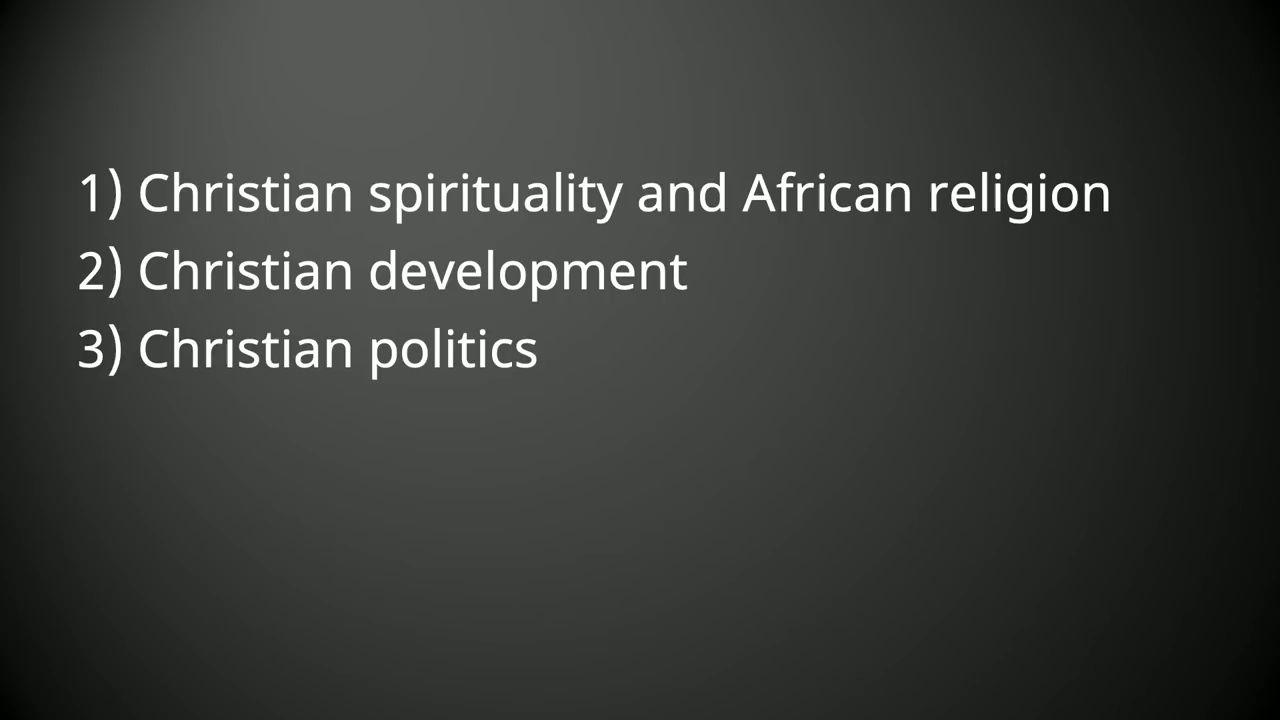 1) Christian spirituality and African religion
2) Christian development
3) Christian politics